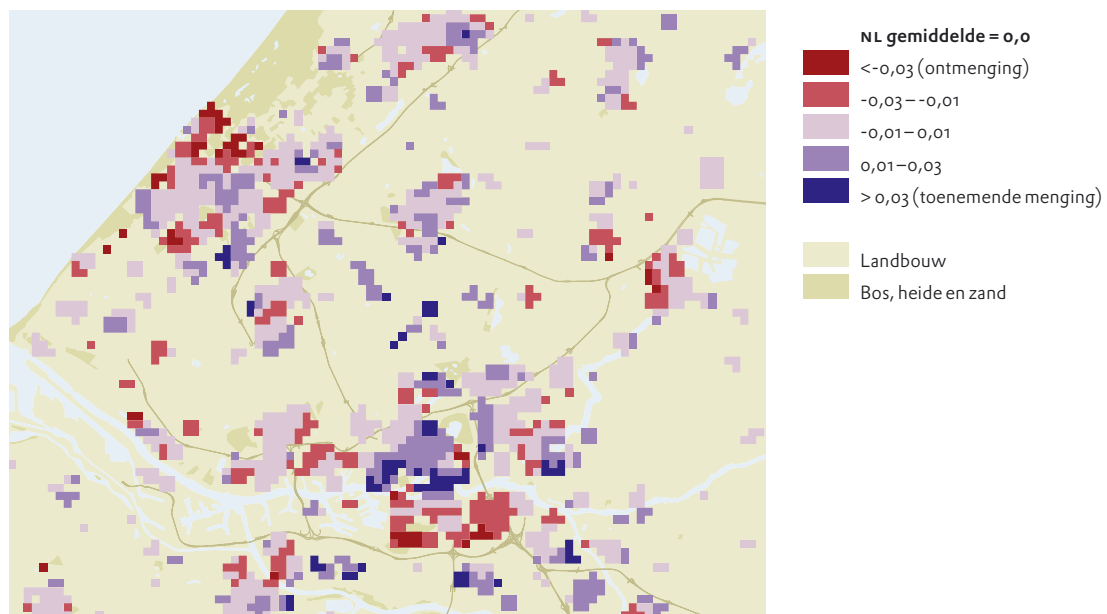 NL gemiddelde = 0,0
<-0,03 (ontmenging)
-0,03 – -0,01
-0,01 – 0,01
0,01 – 0,03
> 0,03 (toenemende menging)
Landbouw
Bos, heide en zand